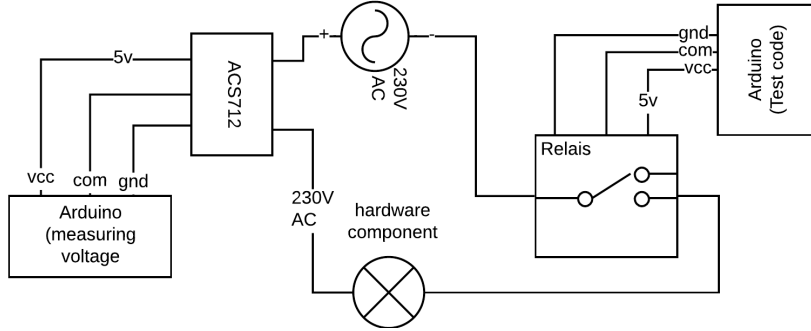 +
-
230V
AC
gnd
com
vcc
5v
Arduino
(Test code)
5v
ACS712
Relais
vcc
com
gnd
Arduino
(measuring
voltage
230V
AC
hardware
component